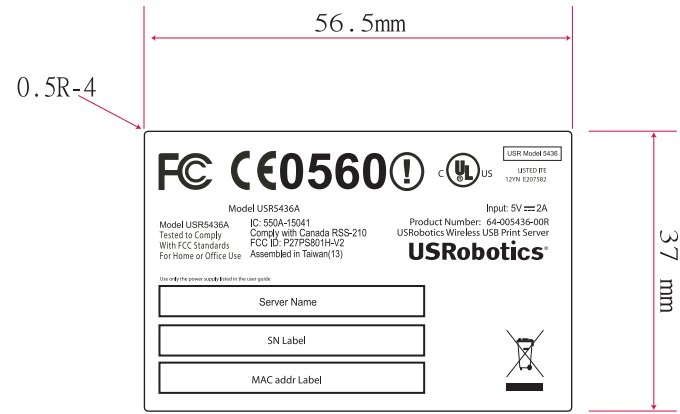 56.5mm
0.5R-4
FC CE0560!
C UL US
USR Model 5436
LISTED ITE
12YN E207582
Model USR5436A
Model USR5436A
Tested to Comply
With FCC Standards
For Home or Office Use
IC: 550A-15041
Comply with Canada RSS-210
FCC ID: P27PS801H-V2
Assembled in Taiwan(13)
Input: 5V ⎓ 2A
Product Number: 64-005436-00R
USRobotics Wireless USB Print Server
USRobotics®
37 mm
Use only the power supply listed in the user guide
Server Name
SN Label
MAC addr Label